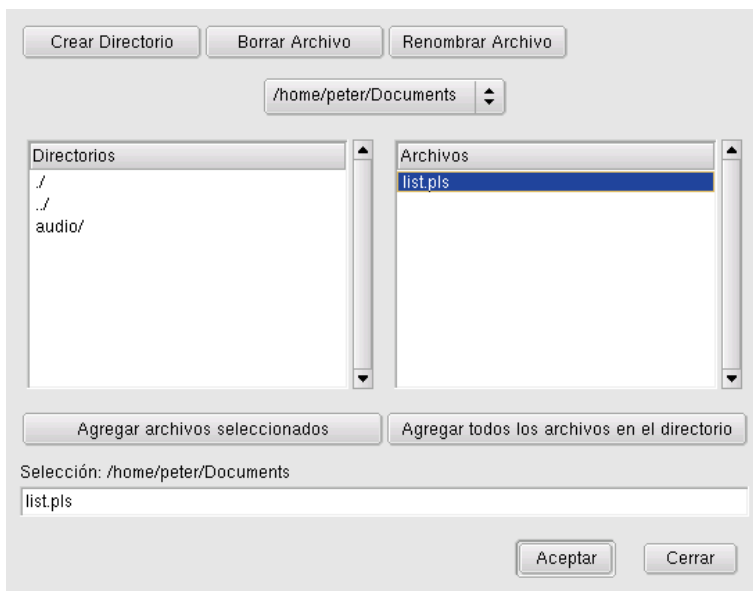 Crear Directorio
Borrar Archivo
Renombrar Archivo
/home/peter/Documents
Directorios
./
../
audio/
Archivos
list.pls
Agregar archivos seleccionados
Agregar todos los archivos en el directorio
Selección: /home/peter/Documents
list.pls
Aceptar
Cerrar